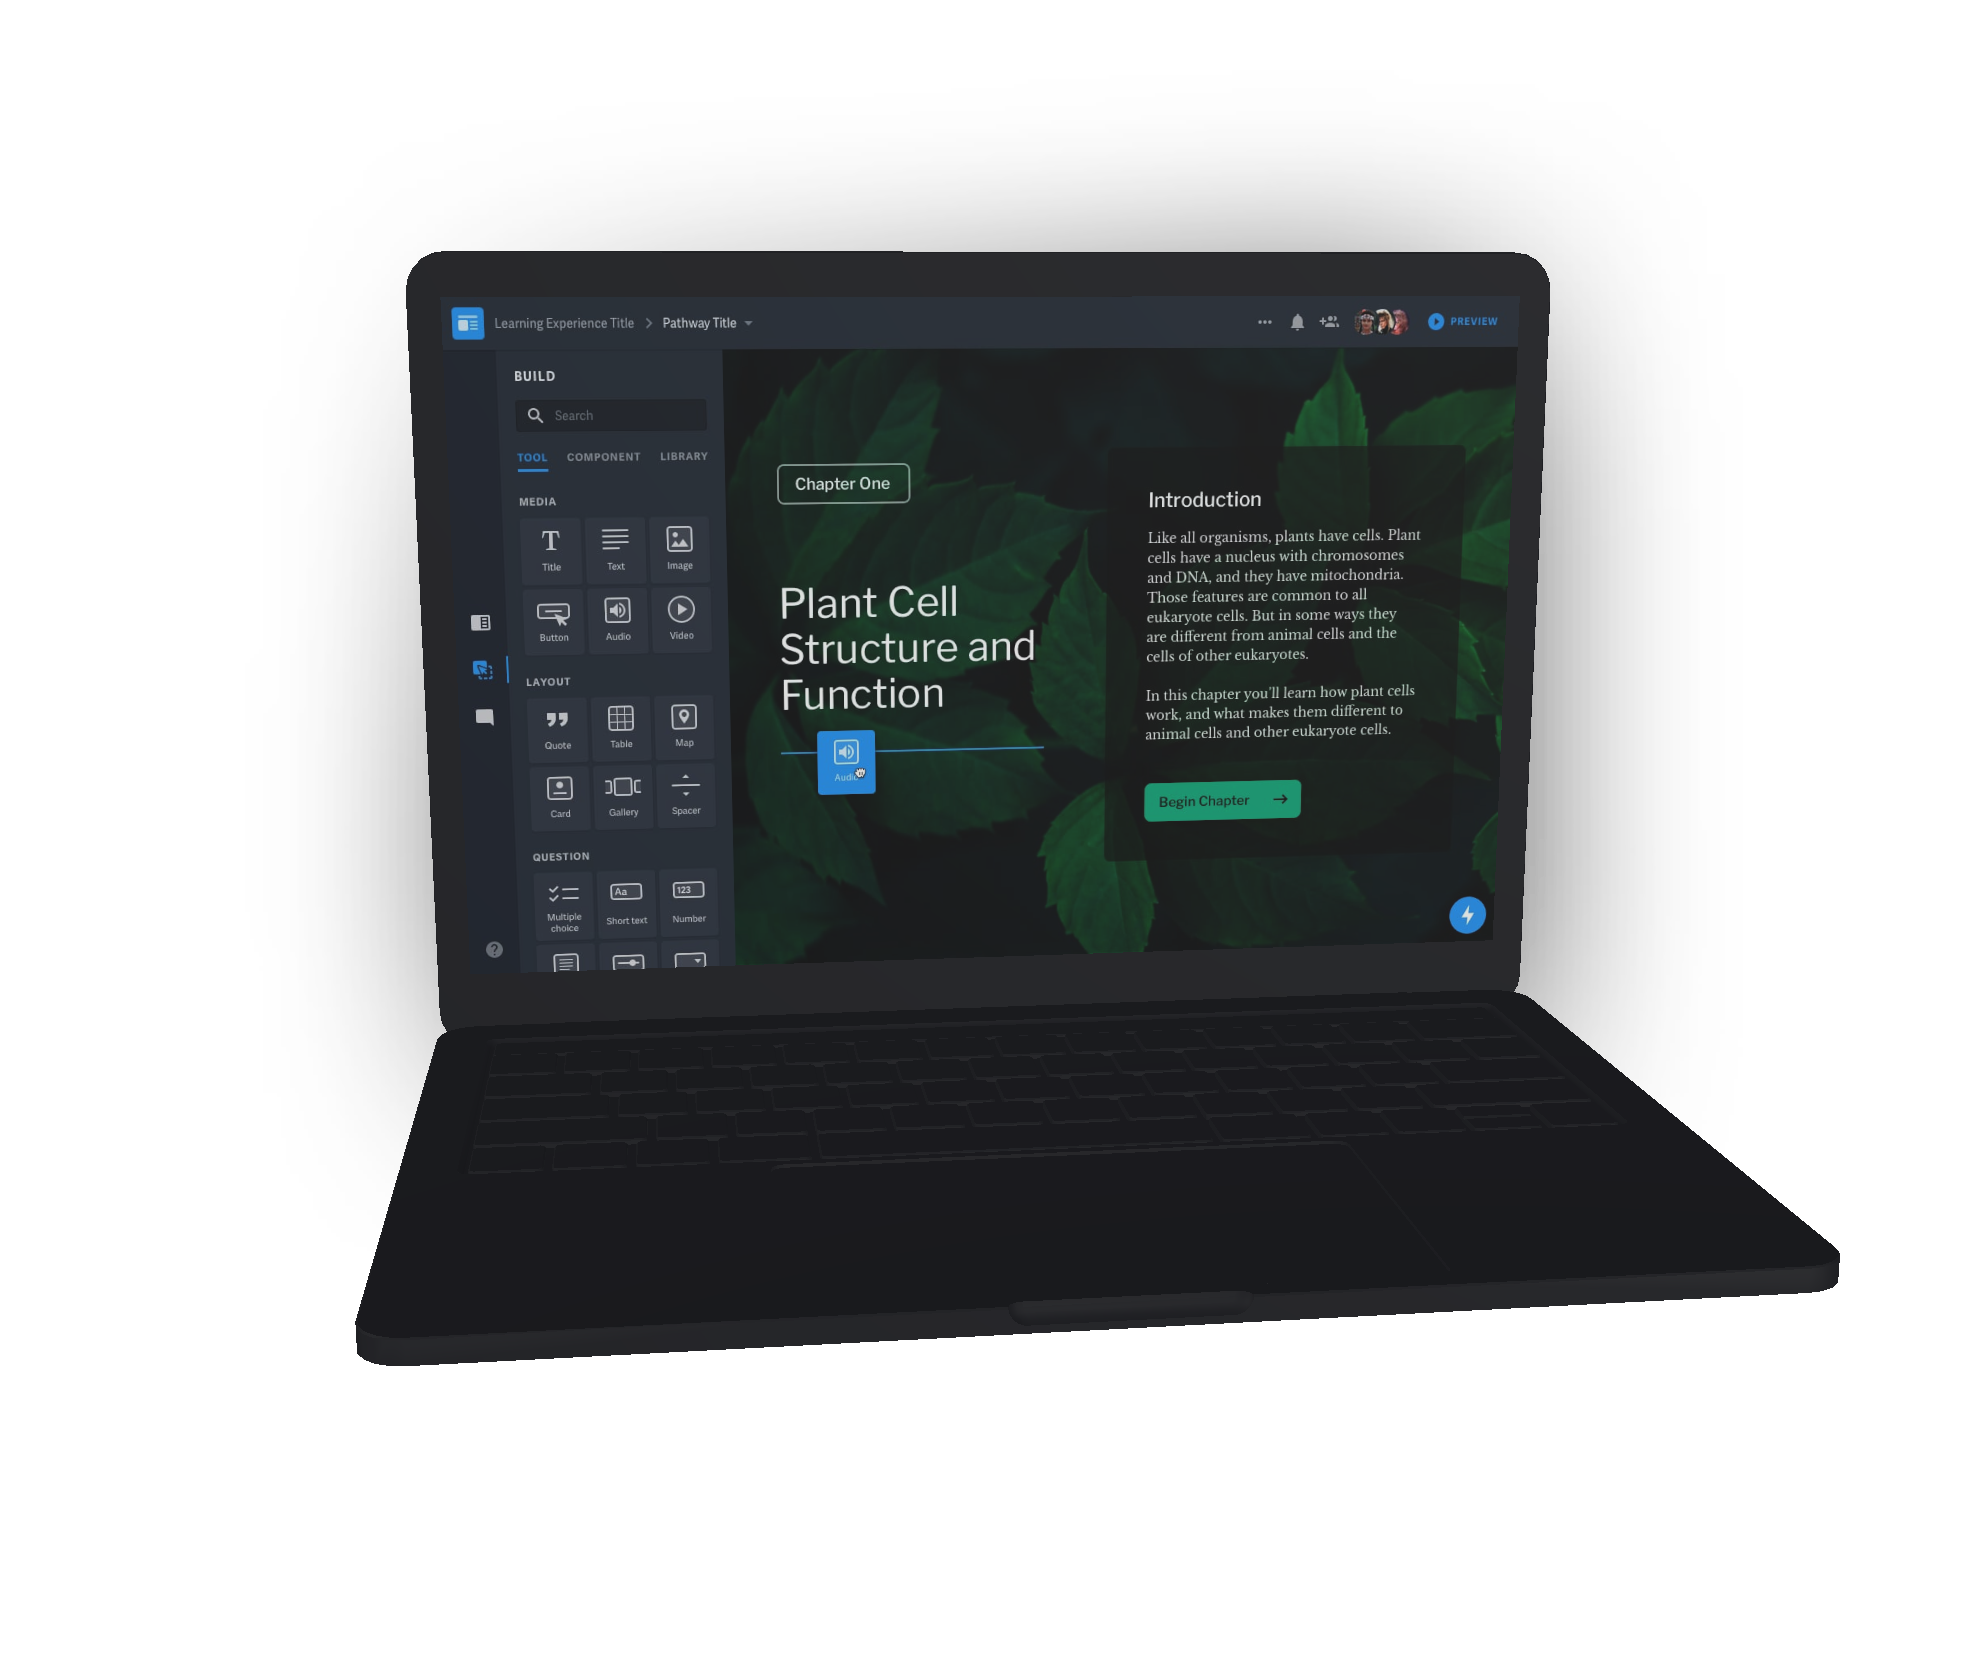 Learning Experience Title > Pathway Title
PREVIEW
BUILD
Search
TOOL COMPONENT LIBRARY
MEDIA
Title Text Image
Button Audio Video
LAYOUT
Quote Table Map
Card Gallery Spacer
QUESTION
Aa 123
Multiple choice Short text Number
Chapter One
Plant Cell
Structure and
Function
Audio
Introduction
Like all organisms, plants have cells. Plant
cells have a nucleus with chromosomes
and DNA, and they have mitochondria.
Those features are common to all
eukaryote cells. But in some ways they
are different from animal cells and the
cells of other eukaryotes.
In this chapter you'll learn how plant cells
work, and what makes them different to
animal cells and other eukaryote cells.
Begin Chapter